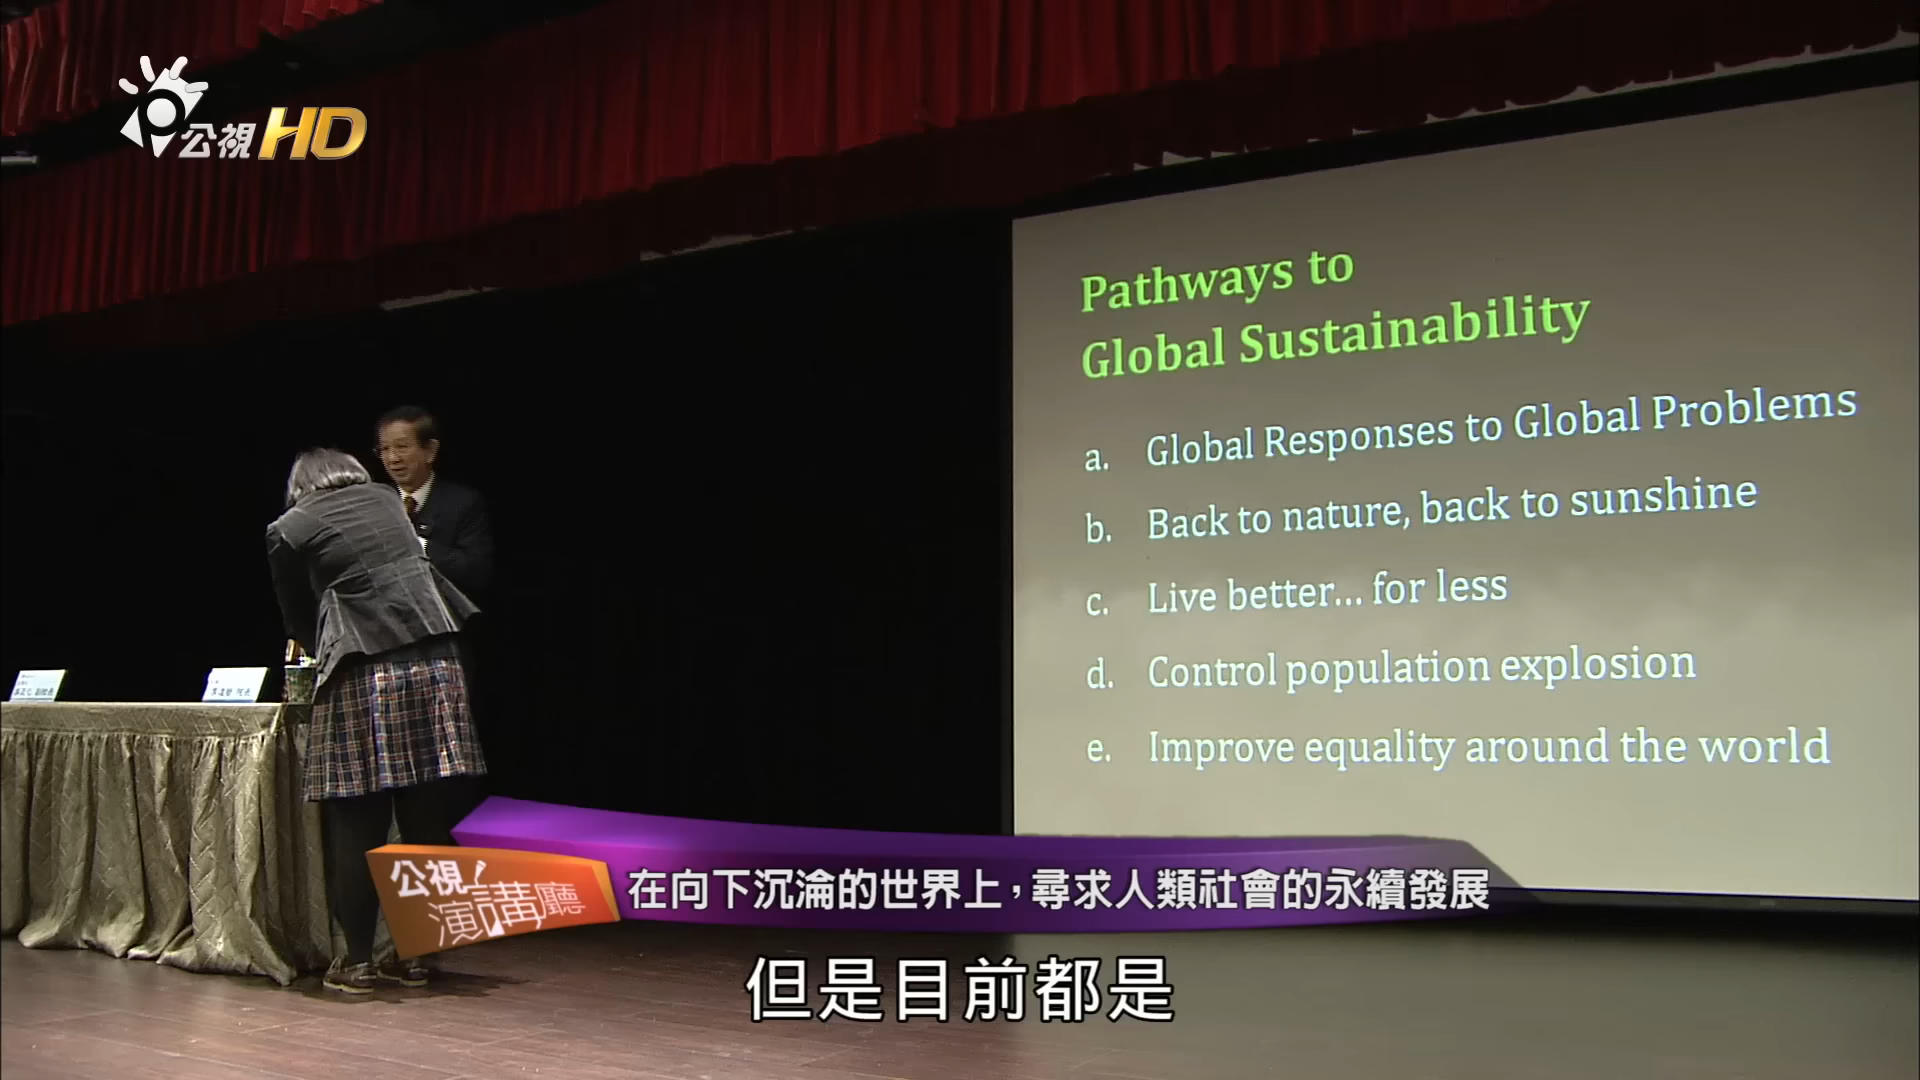 公視HD
Pathways to
Global Sustainability
a. Global Responses to Global Problems
b. Back to nature, back to sunshine
c. Live better... for less
d. Control population explosion
e. Improve equality around the world
公視
演講廳
在向下沉淪的世界上，尋求人類社會的永續發展
但是目前都是